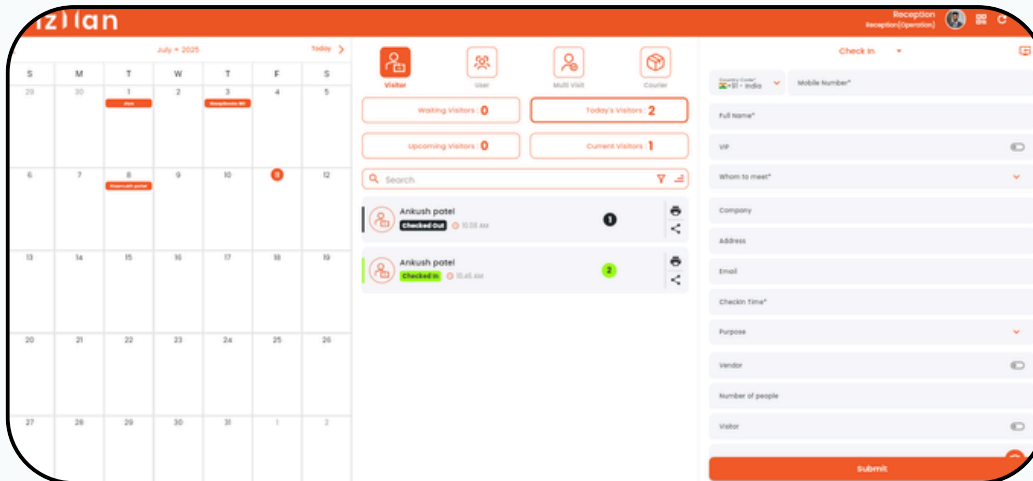 Reception
Reception(Operation)
July 2025
Today
S M T W T F S
29 30 1 2 3 4 5
6 7 8 9 10 11 12
13 14 15 16 17 18 19
20 21 22 23 24 25 26
27 28 29 30 31 1 2
Visitor
User
Multi Visit
Courier
Waiting Visitors : 0
Today's Visitors : 2
Upcoming Visitors : 0
Current Visitors : 1
Search
Ankush patel
Checked Out
1
Ankush patel
Checked In 10:45 AM
2
Check In
Country Code*
+91 - India
Mobile Number*
Full Name*
VIP
Whom to meet*
Company
Address
Email
Checkin Time*
Purpose
Vendor
Number of people
Visitor
Submit